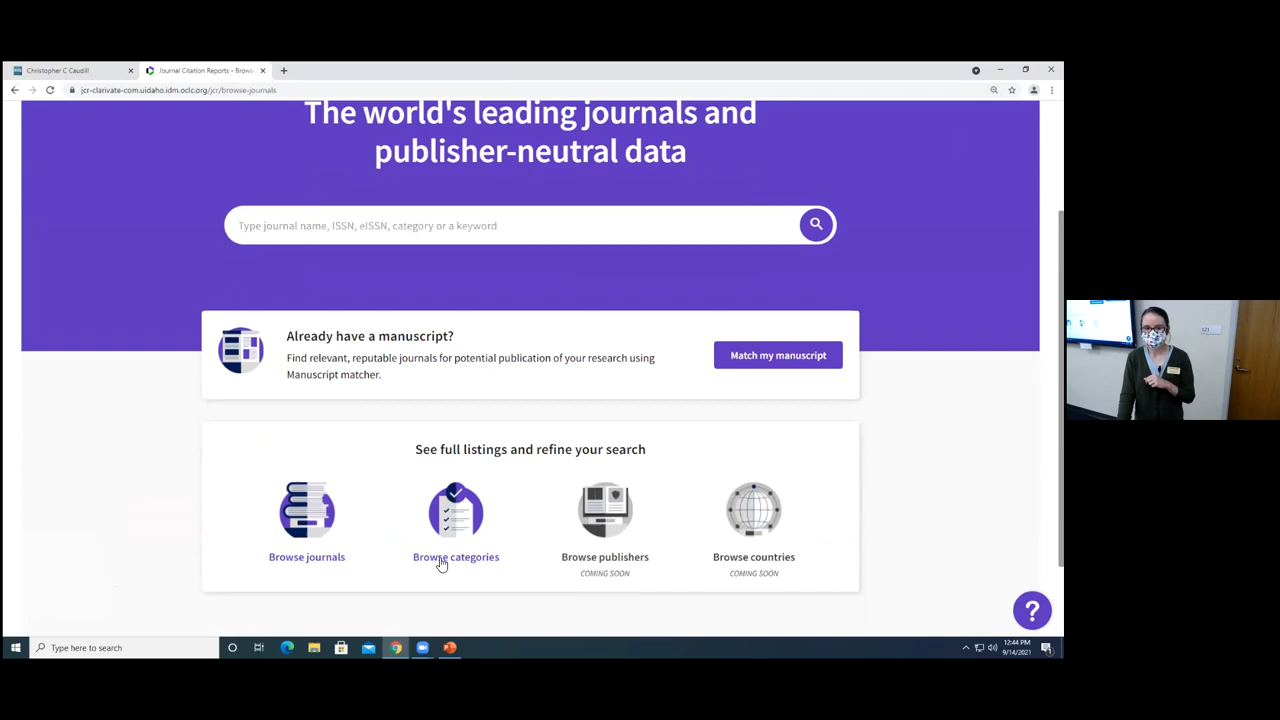 Christopher C Caudill
Journal Citation Reports - Brows
jcr-clarivate-com.uidaho.idm.oclc.org/jcr/browse-journals
The world's leading journals and
publisher-neutral data
Type journal name, ISSN, eISSN, category or a keyword
Already have a manuscript?
Find relevant, reputable journals for potential publication of your research using
Manuscript matcher.
Match my manuscript
See full listings and refine your search
Browse journals
Browse categories
Browse publishers
COMING SOON
Browse countries
COMING SOON
?
Type here to search
12:44 PM
9/14/2021
121